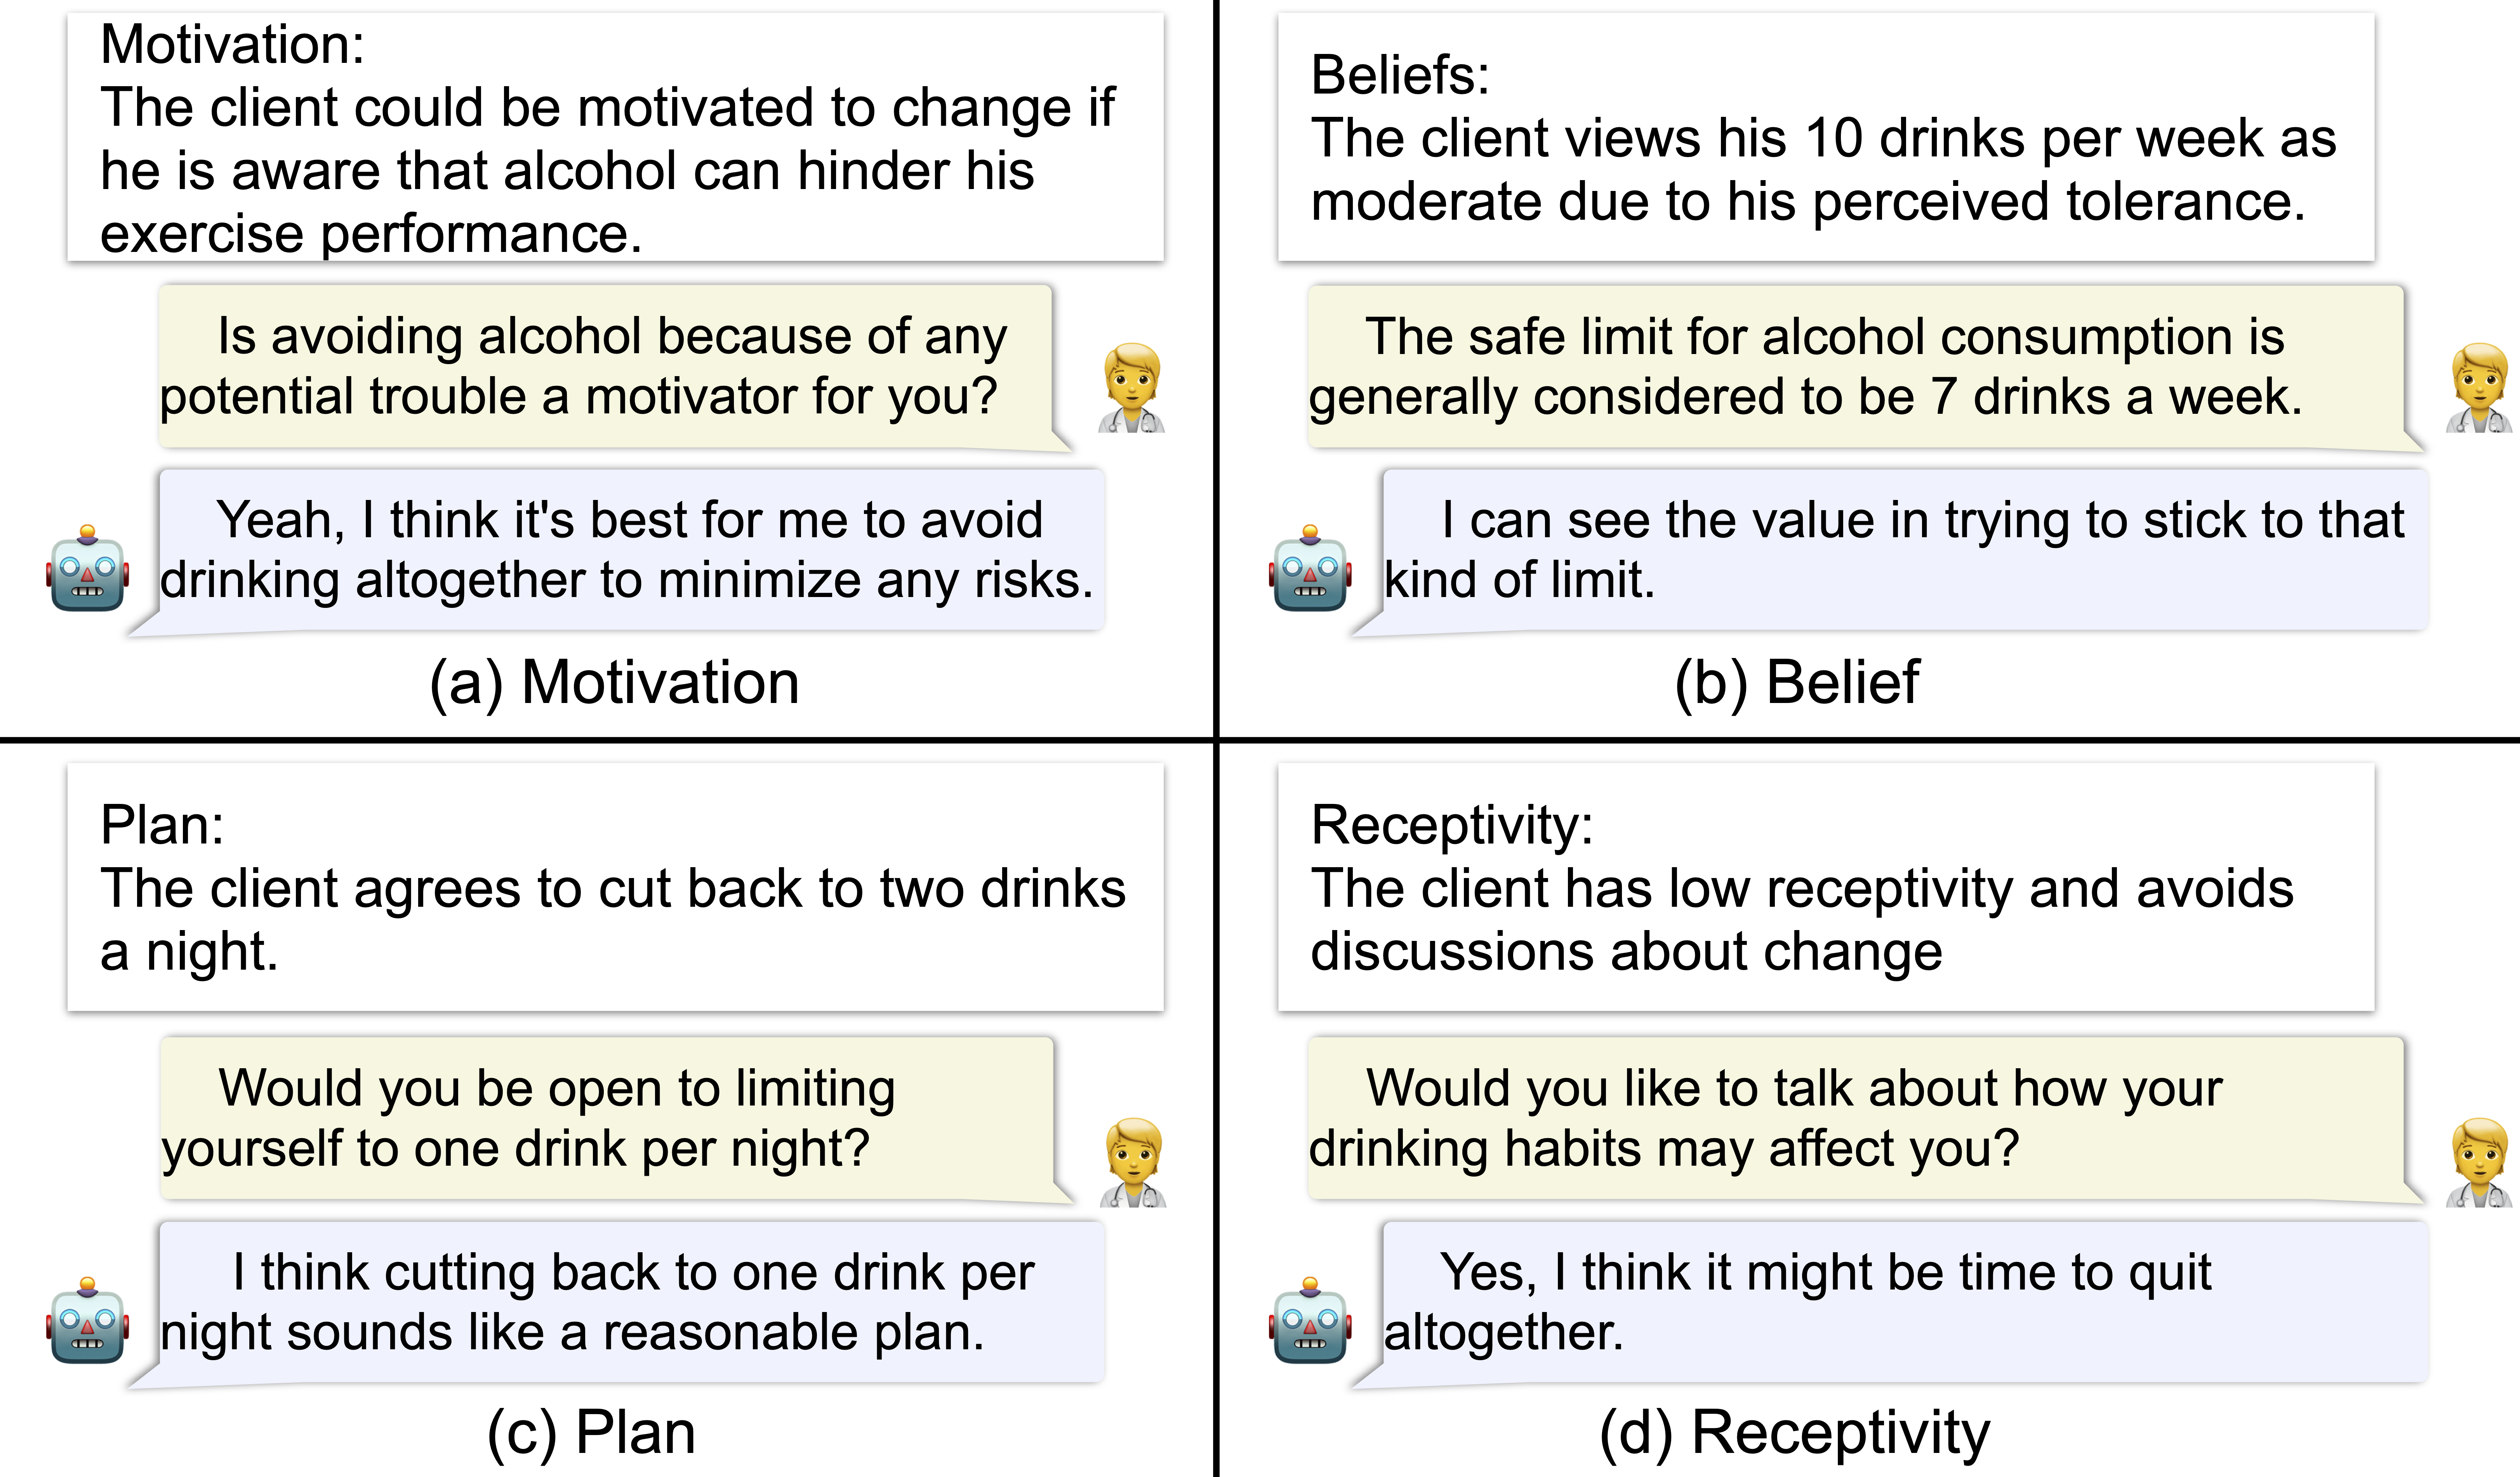 Motivation:
The client could be motivated to change if
he is aware that alcohol can hinder his
exercise performance.
Is avoiding alcohol because of any
potential trouble a motivator for you?
Yeah, I think it's best for me to avoid
drinking altogether to minimize any risks.
(a) Motivation
Beliefs:
The client views his 10 drinks per week as
moderate due to his perceived tolerance.
The safe limit for alcohol consumption is
generally considered to be 7 drinks a week.
I can see the value in trying to stick to that
kind of limit.
(b) Belief
Plan:
The client agrees to cut back to two drinks
a night.
Would you be open to limiting
yourself to one drink per night?
I think cutting back to one drink per
night sounds like a reasonable plan.
(c) Plan
Receptivity:
The client has low receptivity and avoids
discussions about change
Would you like to talk about how your
drinking habits may affect you?
Yes, I think it might be time to quit
altogether.
(d) Receptivity